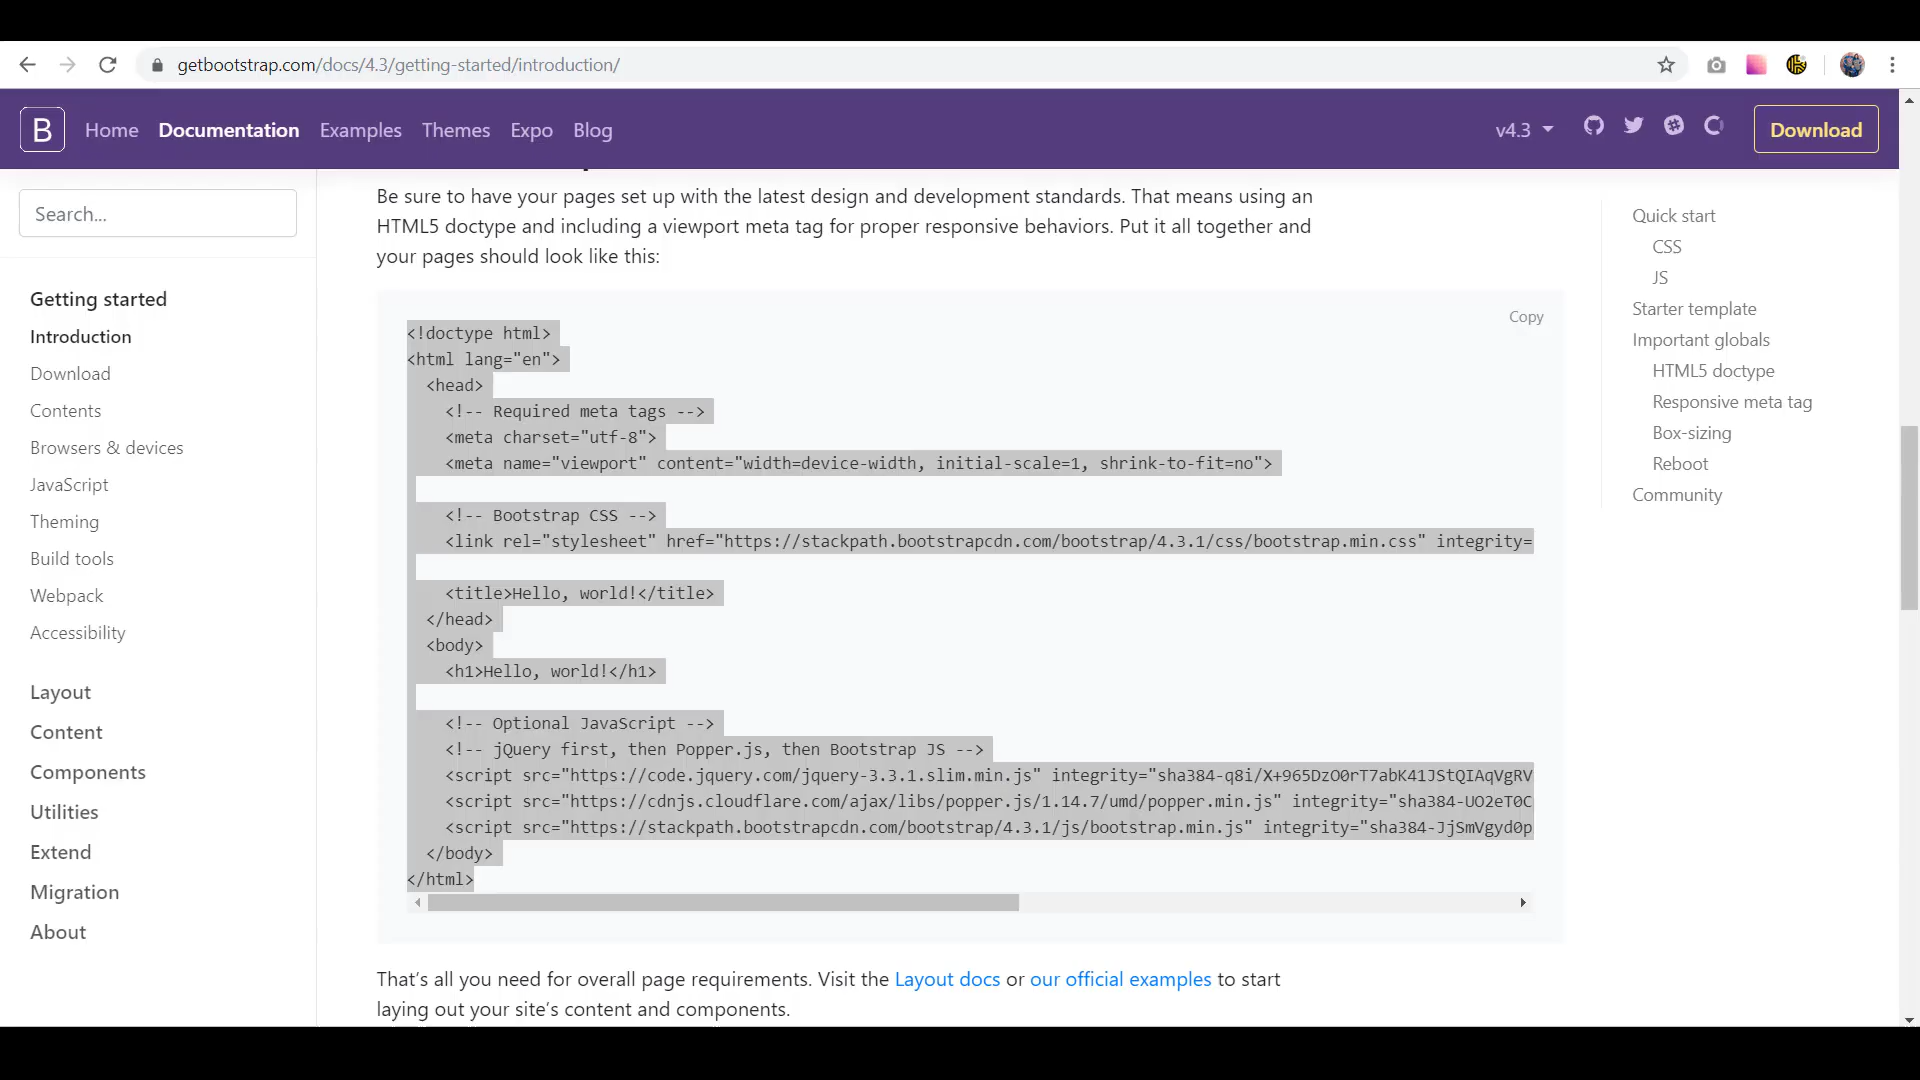 getbootstrap.com/docs/4.3/getting-started/introduction/
B Home Documentation Examples Themes Expo Blog v4.3 Download
Search...
Getting started
Introduction
Download
Contents
Browsers & devices
JavaScript
Theming
Build tools
Webpack
Accessibility
Layout
Content
Components
Utilities
Extend
Migration
About
Be sure to have your pages set up with the latest design and development standards. That means using an
HTML5 doctype and including a viewport meta tag for proper responsive behaviors. Put it all together and
your pages should look like this:
Copy
<!doctype html>
<html lang="en">
  <head>
    <!-- Required meta tags -->
    <meta charset="utf-8">
    <meta name="viewport" content="width=device-width, initial-scale=1, shrink-to-fit=no">
    <!-- Bootstrap CSS -->
    <link rel="stylesheet" href="https://stackpath.bootstrapcdn.com/bootstrap/4.3.1/css/bootstrap.min.css" integrity=
    <title>Hello, world!</title>
  </head>
  <body>
    <h1>Hello, world!</h1>
    <!-- Optional JavaScript -->
    <!-- jQuery first, then Popper.js, then Bootstrap JS -->
    <script src="https://code.jquery.com/jquery-3.3.1.slim.min.js" integrity="sha384-q8i/X+965DzO0rT7abK41JStQIAqVgRV
    <script src="https://cdnjs.cloudflare.com/ajax/libs/popper.js/1.14.7/umd/popper.min.js" integrity="sha384-UO2eT0C
    <script src="https://stackpath.bootstrapcdn.com/bootstrap/4.3.1/js/bootstrap.min.js" integrity="sha384-JjSmVgyd0p
  </body>
</html>
That's all you need for overall page requirements. Visit the Layout docs or our official examples to start
laying out your site's content and components.
Quick start
CSS
JS
Starter template
Important globals
HTML5 doctype
Responsive meta tag
Box-sizing
Reboot
Community